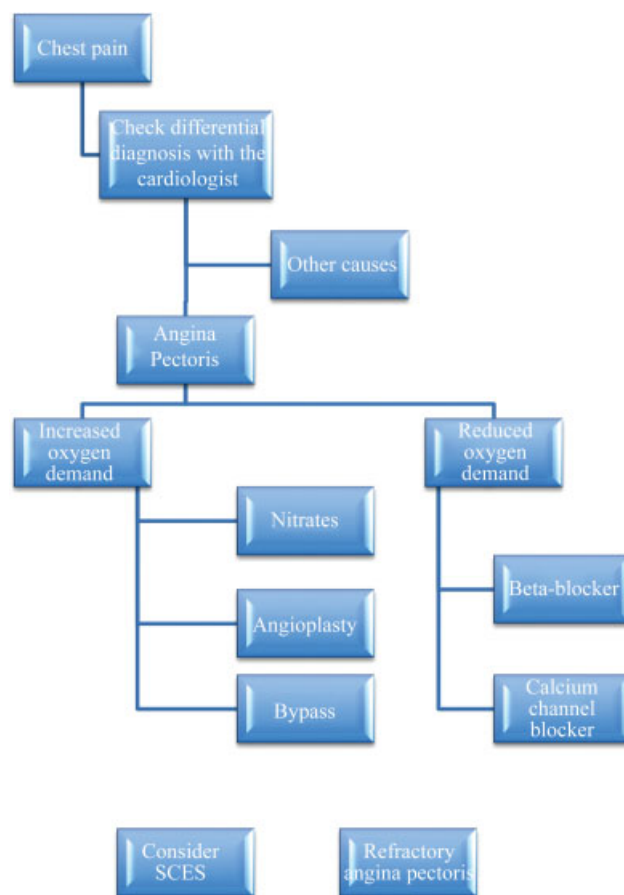 Chest pain
Check differential
diagnosis with the
cardiologist
Other causes
Angina
Pectoris
Increased
oxygen
demand
Reduced
oxygen
demand
Nitrates
Beta-blocker
Angioplasty
Bypass
Calcium
channel
blocker
Consider
SCES
Refractory
angina pectoris